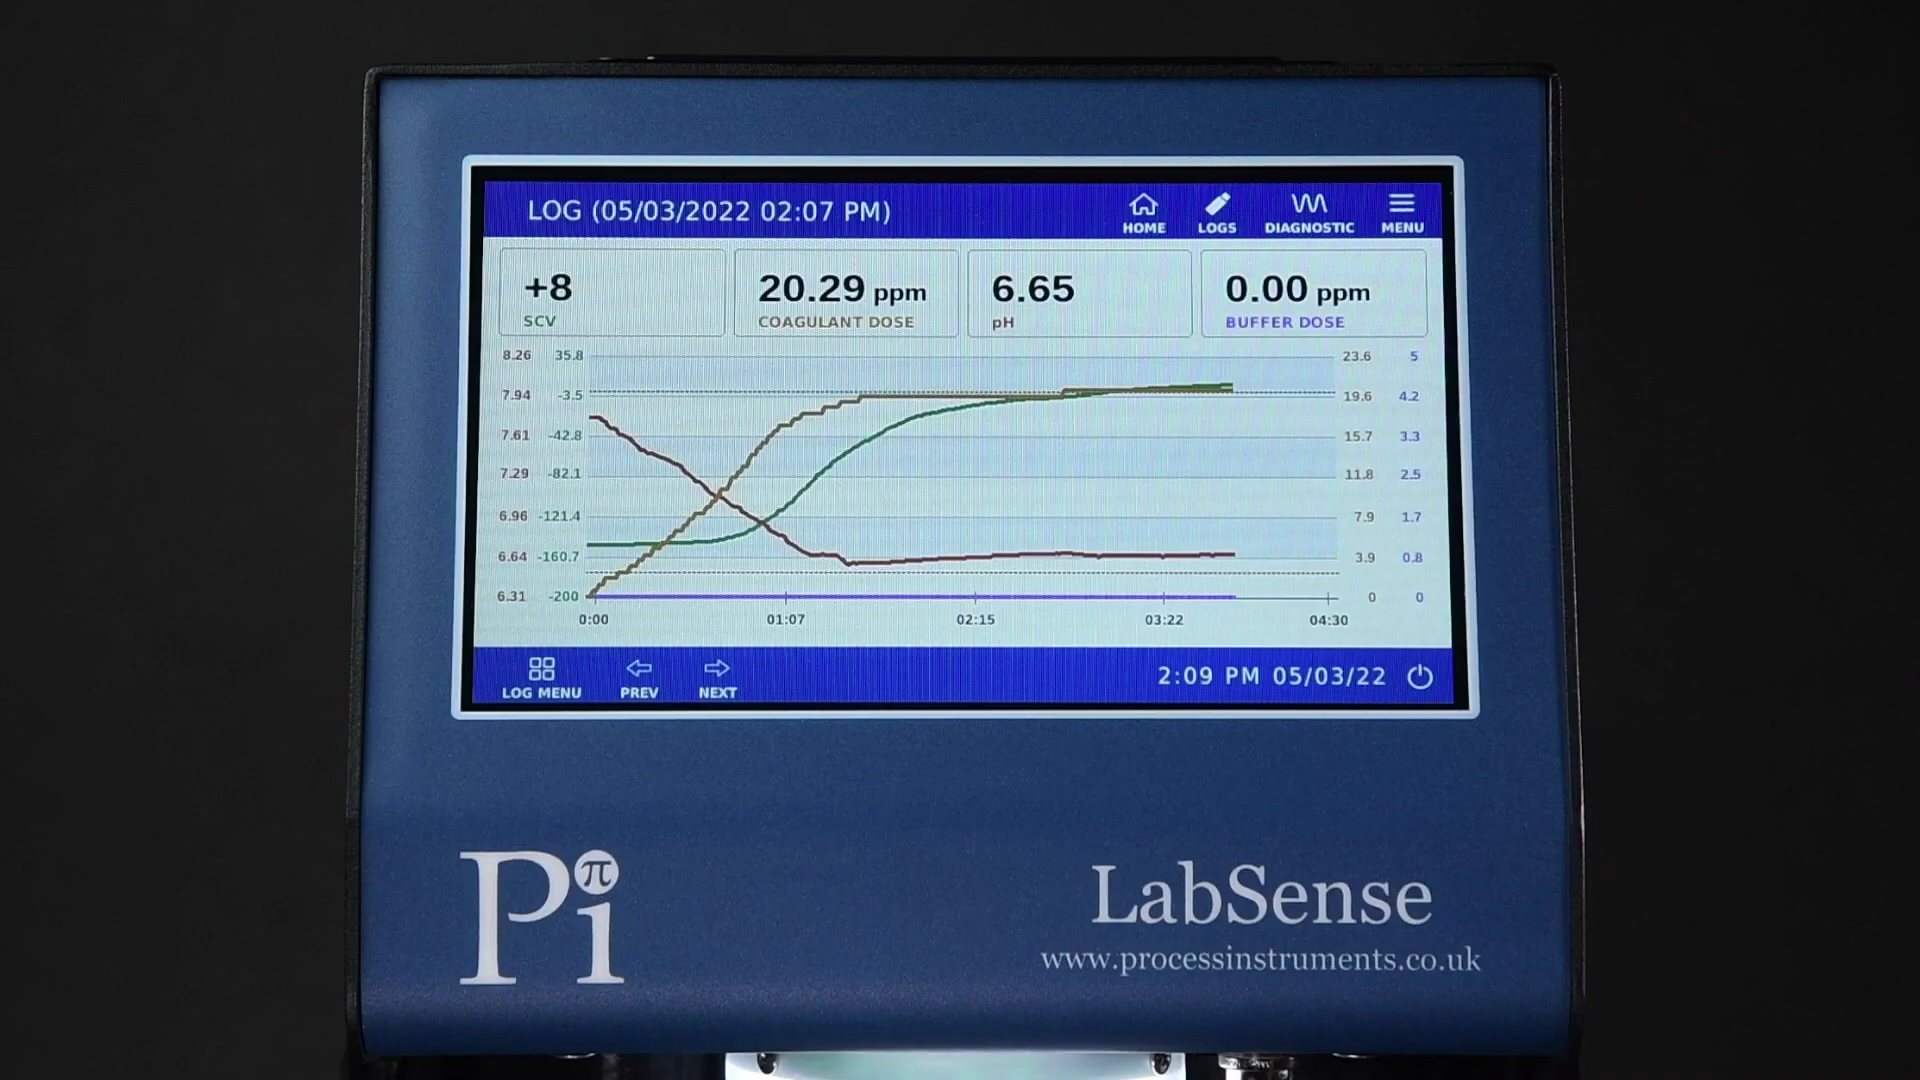 LOG (05/03/2022 02:07 PM)
HOME
LOGS
DIAGNOSTIC
MENU
+8
SCV
20.29 ppm
COAGULANT DOSE
6.65
pH
0.00 ppm
BUFFER DOSE
8.26 35.8 23.6 5
7.94 -3.5 19.6 4.2
7.61 -42.8 15.7 3.3
7.29 -82.1 11.8 2.5
6.96 -121.4 7.9 1.7
6.64 -160.7 3.9 0.8
6.31 -200 0 0
0:00 01:07 02:15 03:22 04:30
LOG MENU
PREV
NEXT
2:09 PM 05/03/22
Pi
π
LabSense
www.processinstruments.co.uk